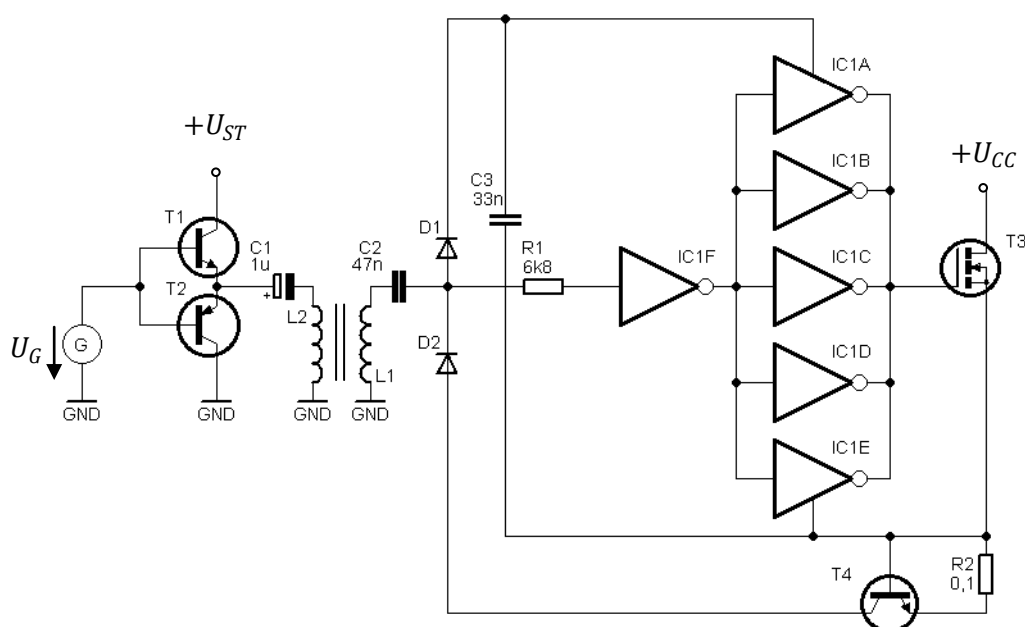 +U_ST
T1
T2
C1
1u
U_G
G
GND
GND
L2
GND
L1
GND
C2
47n
D1
D2
C3
33n
R1
6k8
IC1F
IC1A
IC1B
IC1C
IC1D
IC1E
+U_CC
T3
T4
R2
0,1